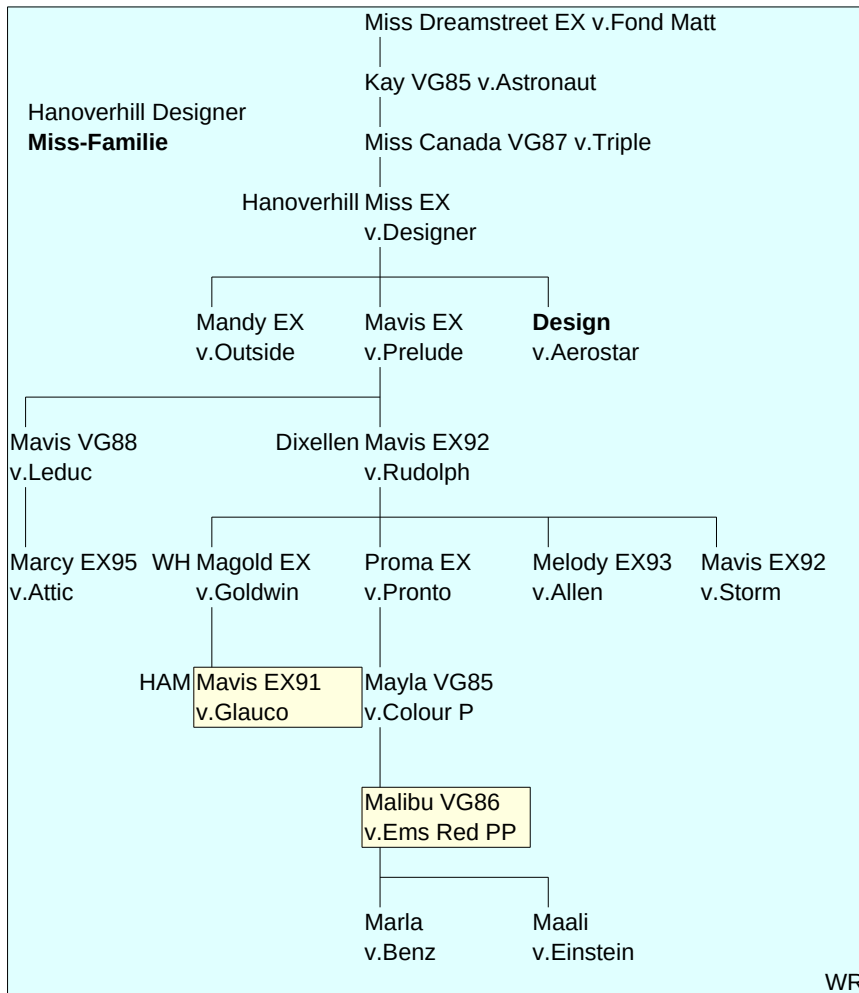 Miss Dreamstreet EX v.Fond Matt
Kay VG85 v.Astronaut
Hanoverhill Designer
Miss-Familie
Miss Canada VG87 v.Triple
Hanoverhill Miss EX
v.Designer
Mandy EX Mavis EX Design
v.Outside v.Prelude v.Aerostar
Mavis VG88 Dixellen Mavis EX92
v.Leduc v.Rudolph
Marcy EX95 WH Magold EX Proma EX Melody EX93 Mavis EX92
v.Attic v.Goldwin v.Pronto v.Allen v.Storm
HAM Mavis EX91 Mayla VG85
v.Glauco v.Colour P
Malibu VG86
v.Ems Red PP
Marla Maali
v.Benz v.Einstein
WR